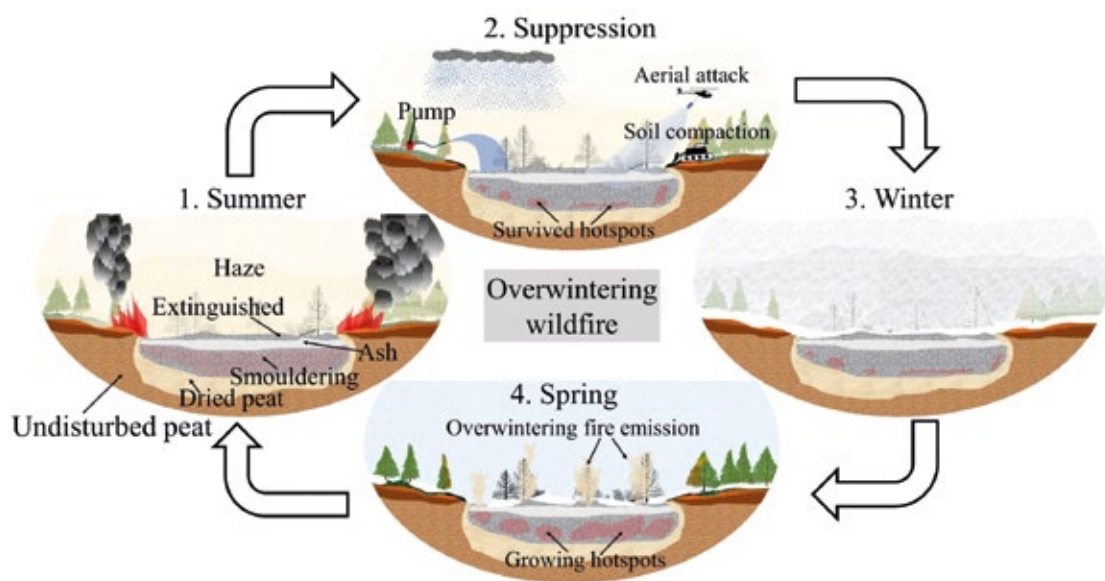 2. Suppression
Aerial attack
Pump
Soil compaction
Survived hotspots
1. Summer
Haze
Extinguished
Ash
Smouldering
Dried peat
Undisturbed peat
Overwintering
wildfire
3. Winter
4. Spring
Overwintering fire emission
Growing hotspots